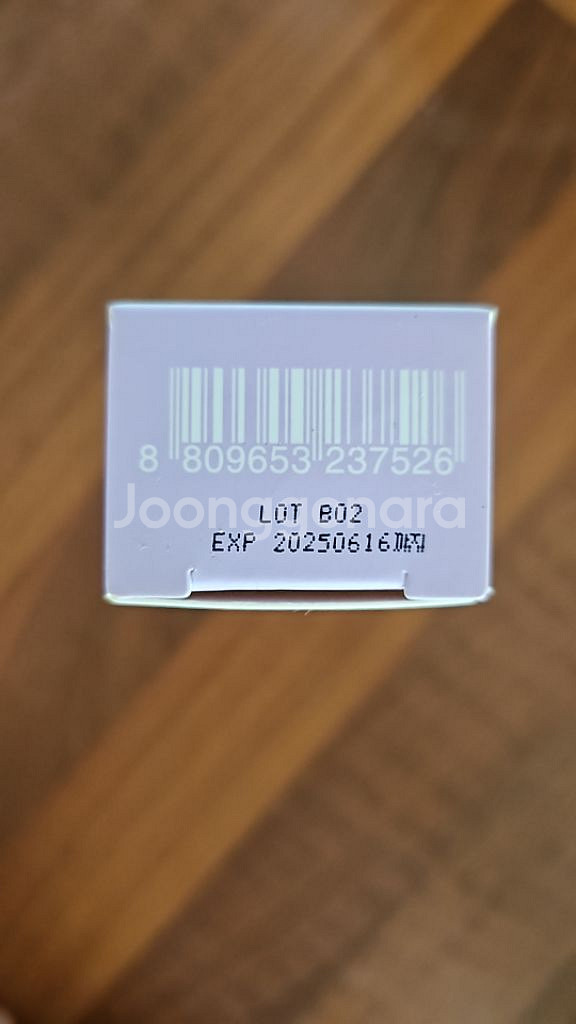 8 809653 237526
Joonggonara
LOT B02
EXP 20250616까지